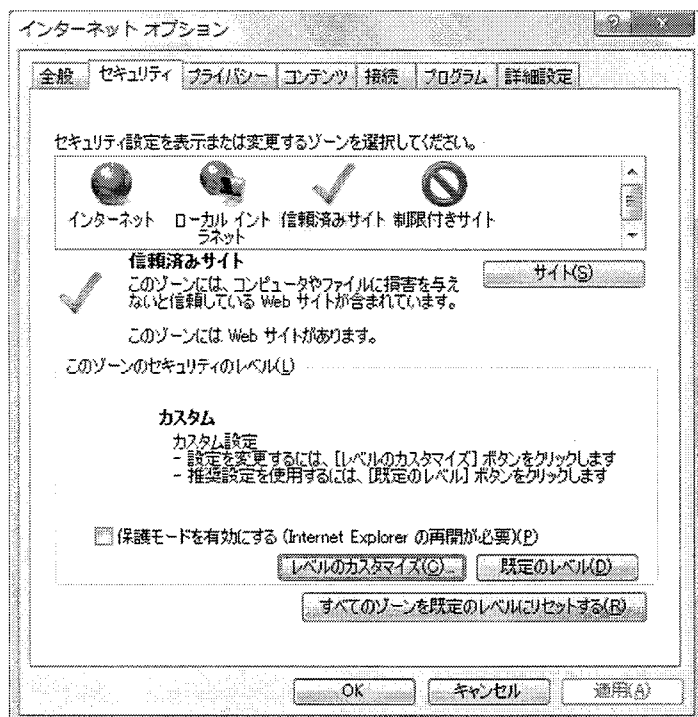 インターネット オプション
全般 セキュリティ プライバシー コンテンツ 接続 プログラム 詳細設定
セキュリティ設定を表示または変更するゾーンを選択してください。
インターネット
ローカル イント
ラネット
信頼済みサイト
制限付きサイト
信頼済みサイト
このゾーンには、コンピュータやファイルに損害を与え
ないと信頼している Web サイトが含まれています。
サイト(S)
このゾーンには Web サイトがあります。
このゾーンのセキュリティのレベル(L)
カスタム
カスタム設定
- 設定を変更するには、[レベルのカスタマイズ] ボタンをクリックします
- 推奨設定を使用するには、[既定のレベル] ボタンをクリックします
保護モードを有効にする (Internet Explorer の再開が必要)(P)
レベルのカスタマイズ(C)... 既定のレベル(D)
すべてのゾーンを既定のレベルにリセットする(R)
OK キャンセル 適用(A)